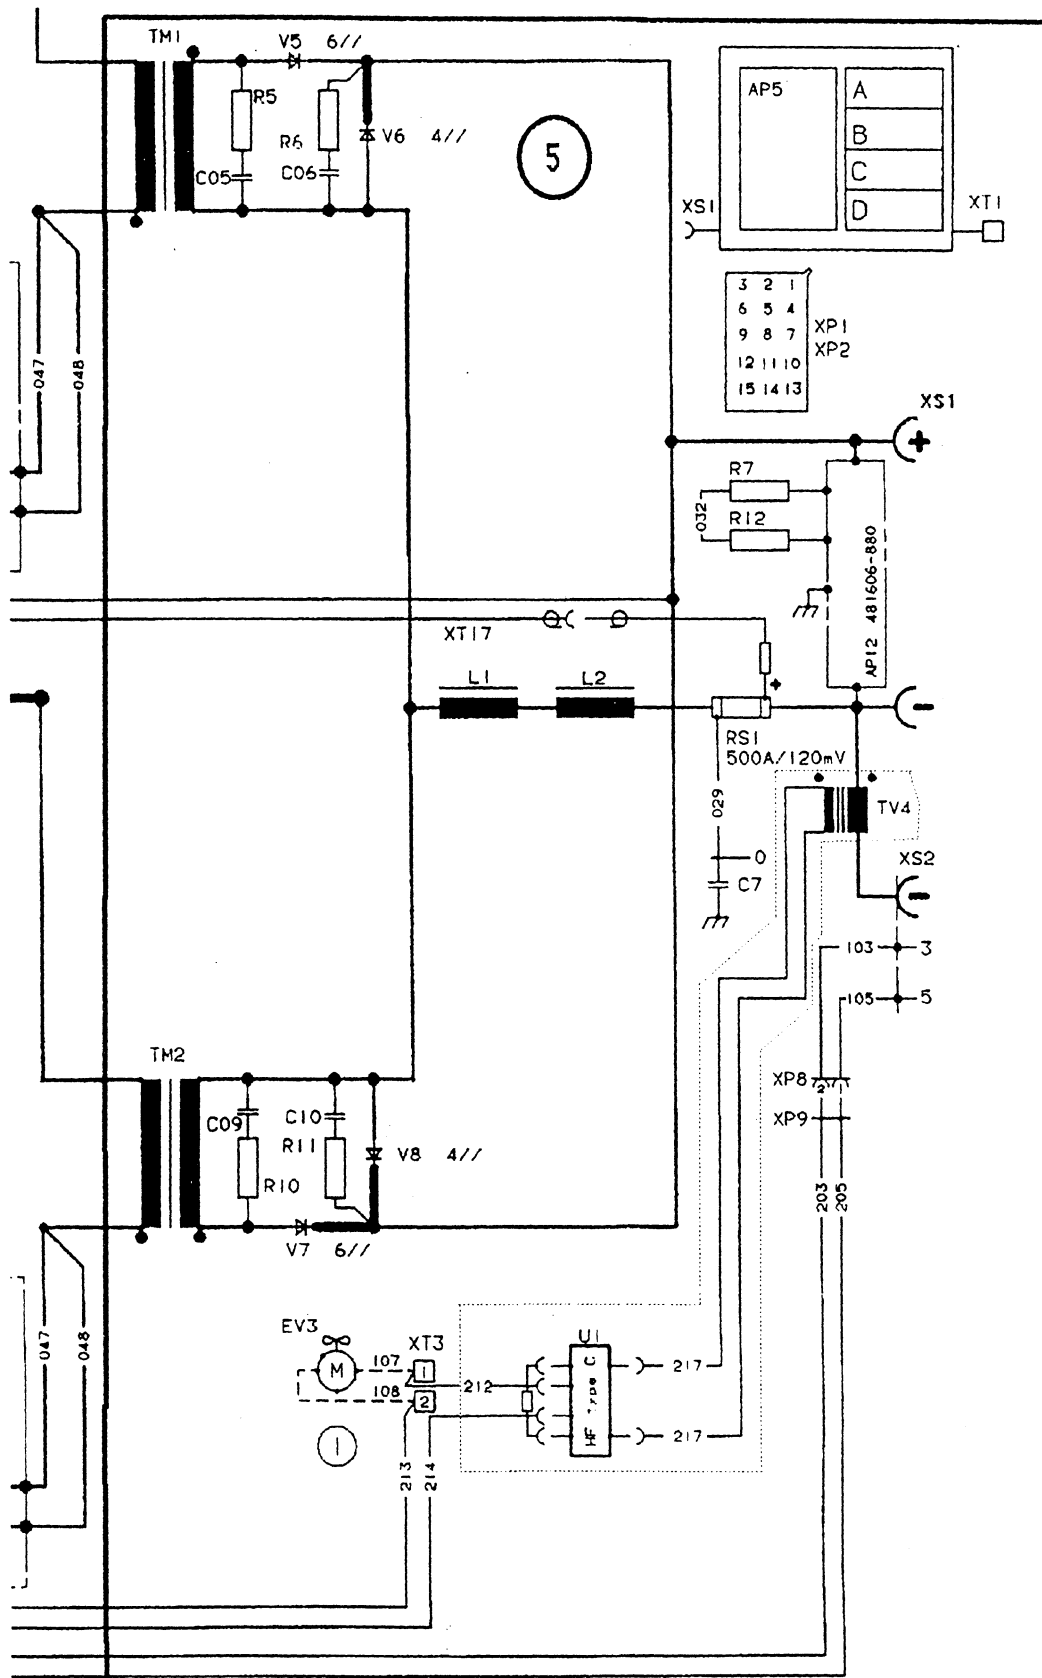 TM1
V5 6//
R5
R6
V6 4//
C05
C06
5
AP5
A
B
C
D
XS1
XT1
3 2 1
6 5 4
9 8 7
12 11 10
15 14 13
XP1
XP2
047
048
XS1
+
R7
032
R12
AP12 481606-880
XT17
L1
L2
+
-
RS1
500A/120mV
029
TV4
0
C7
XS2
-
103
3
105
5
TM2
XP8
2
XP9
C09
C10
R11
V8 4//
R10
203
205
V7 6//
047
048
EV3
M
107
108
XT3
1
2
212
U1
HF type C
217
217
1
213
214